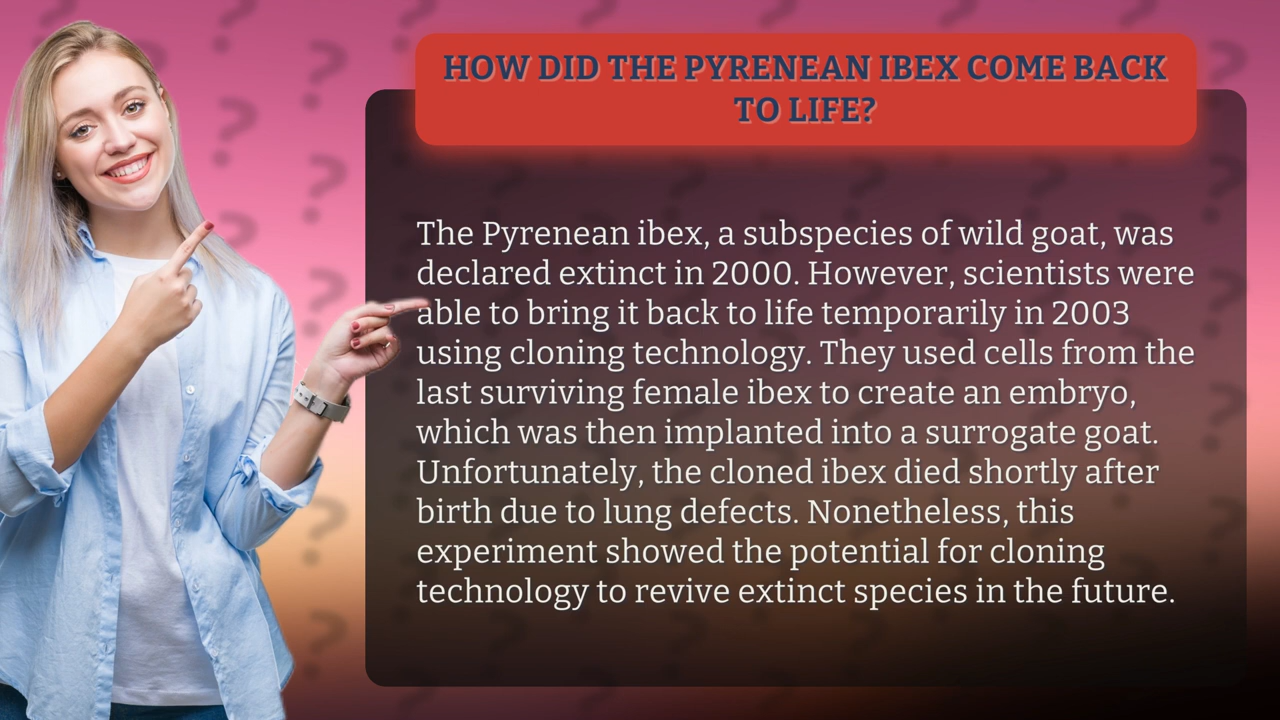 HOW DID THE PYRENEAN IBEX COME BACK
TO LIFE?
The Pyrenean ibex, a subspecies of wild goat, was
declared extinct in 2000. However, scientists were
able to bring it back to life temporarily in 2003
using cloning technology. They used cells from the
last surviving female ibex to create an embryo,
which was then implanted into a surrogate goat.
Unfortunately, the cloned ibex died shortly after
birth due to lung defects. Nonetheless, this
experiment showed the potential for cloning
technology to revive extinct species in the future.